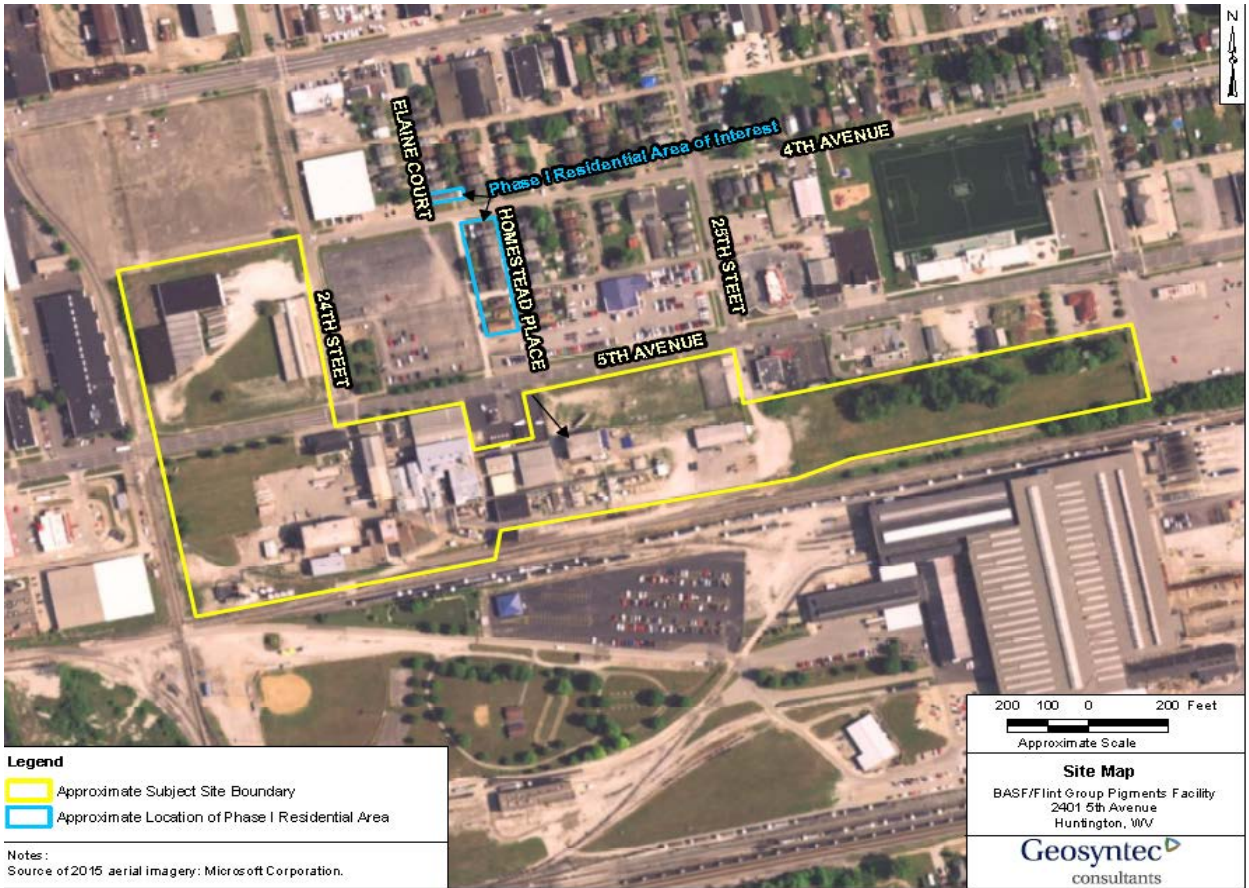 N
ELAINE COURT
Phase I Residential Area of Interest
4TH AVENUE
HOMESTEAD PLACE
25TH STEET
24TH STEET
5TH AVENUE
Legend
Approximate Subject Site Boundary
Approximate Location of Phase I Residential Area
Notes:
Source of 2015 aerial imagery: Microsoft Corporation.
200 100 0 200 Feet
Approximate Scale
Site Map
BASF/Flint Group Pigments Facility
2401 5th Avenue
Huntington, WV
Geosyntec
consultants